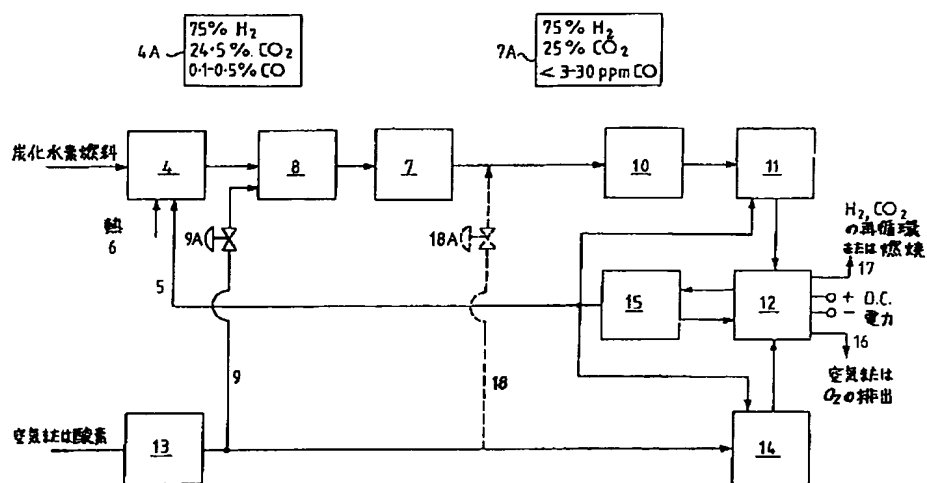 4A
75% H₂
24·5% CO₂
0·1-0·5% CO
7A
75% H₂
25% CO₂
< 3-30 ppm CO
炭化水素燃料
4
8
7
10
11
熱
6
9A
18A
H₂, CO₂
の再循環
または燃焼
17
5
15
12
+ D.C.
− 電力
16
空気または
O₂の排出
9
18
空気または酸素
13
14